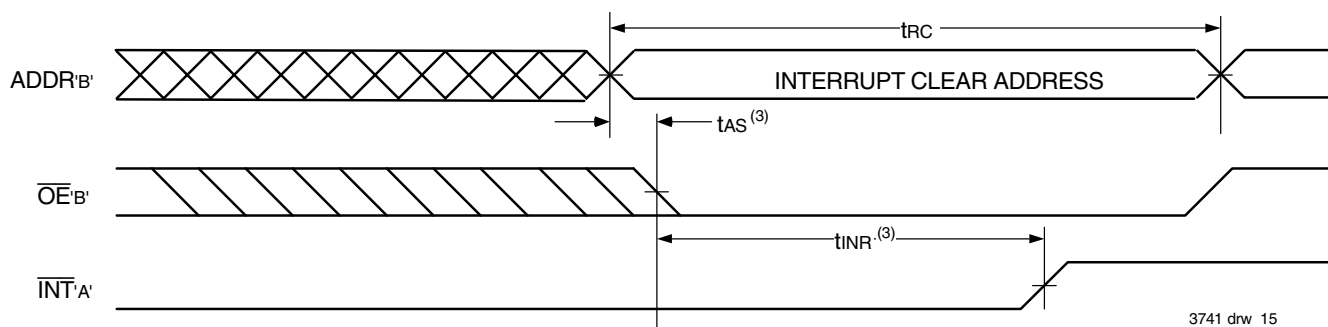 tRC
ADDR'B'
INTERRUPT CLEAR ADDRESS
tAS(3)
OE'B'
tINR(3)
INT'A'
3741 drw 15